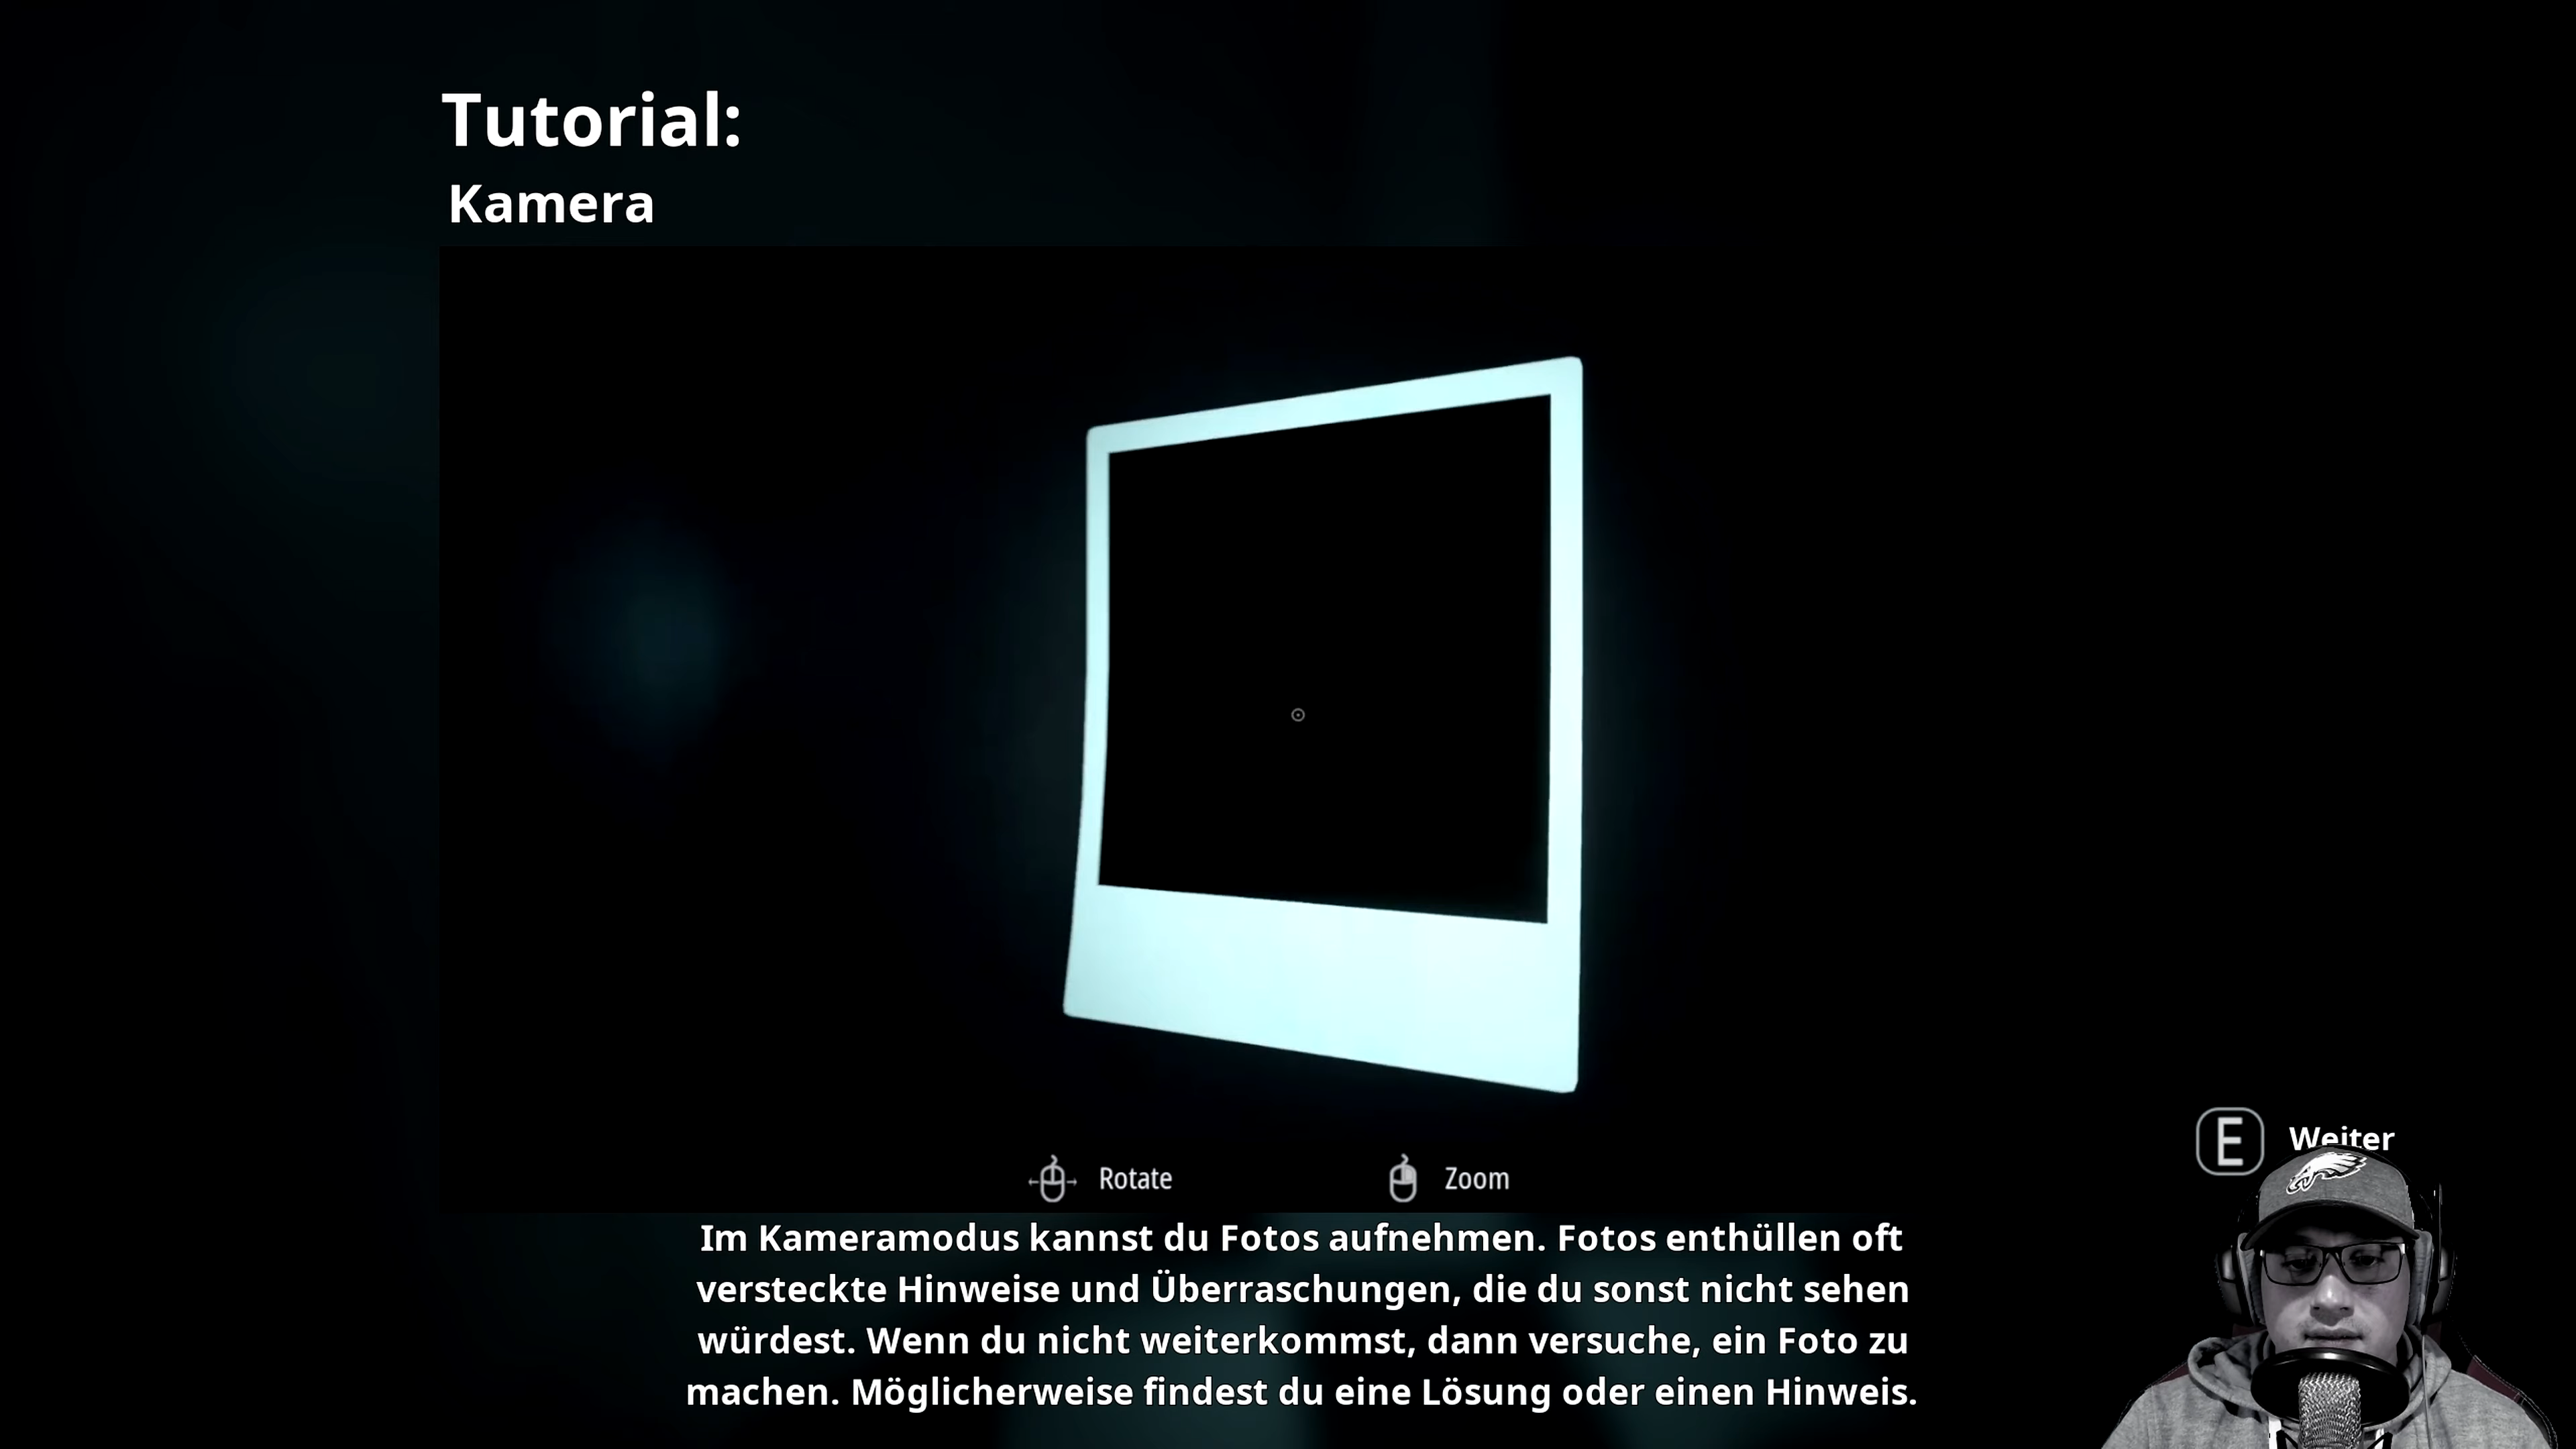 Tutorial:
Kamera
Rotate
Zoom
E
Weiter
Im Kameramodus kannst du Fotos aufnehmen. Fotos enthüllen oft
versteckte Hinweise und Überraschungen, die du sonst nicht sehen
würdest. Wenn du nicht weiterkommst, dann versuche, ein Foto zu
machen. Möglicherweise findest du eine Lösung oder einen Hinweis.